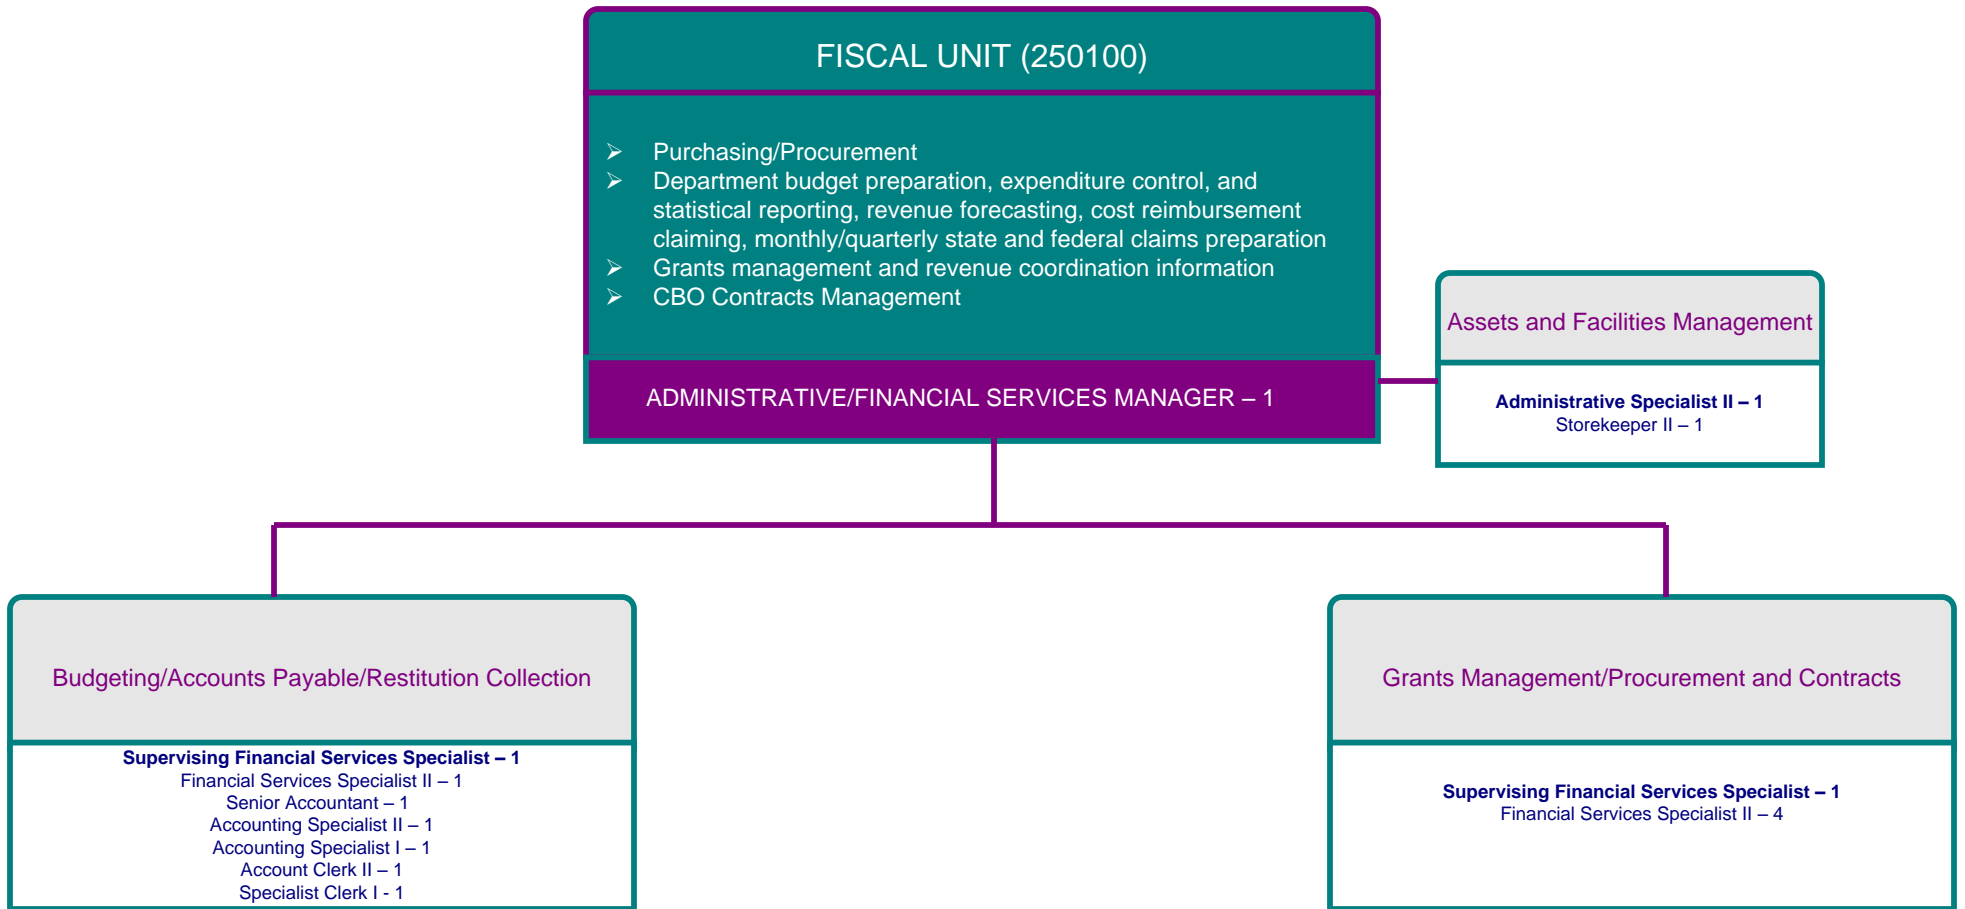 FISCAL UNIT (250100)
➢ Purchasing/Procurement
➢ Department budget preparation, expenditure control, and
statistical reporting, revenue forecasting, cost reimbursement
claiming, monthly/quarterly state and federal claims preparation
➢ Grants management and revenue coordination information
➢ CBO Contracts Management
ADMINISTRATIVE/FINANCIAL SERVICES MANAGER – 1
Assets and Facilities Management
Administrative Specialist II – 1
Storekeeper II – 1
Budgeting/Accounts Payable/Restitution Collection
Supervising Financial Services Specialist – 1
Financial Services Specialist II – 1
Senior Accountant – 1
Accounting Specialist II – 1
Accounting Specialist I – 1
Account Clerk II – 1
Specialist Clerk I - 1
Grants Management/Procurement and Contracts
Supervising Financial Services Specialist – 1
Financial Services Specialist II – 4